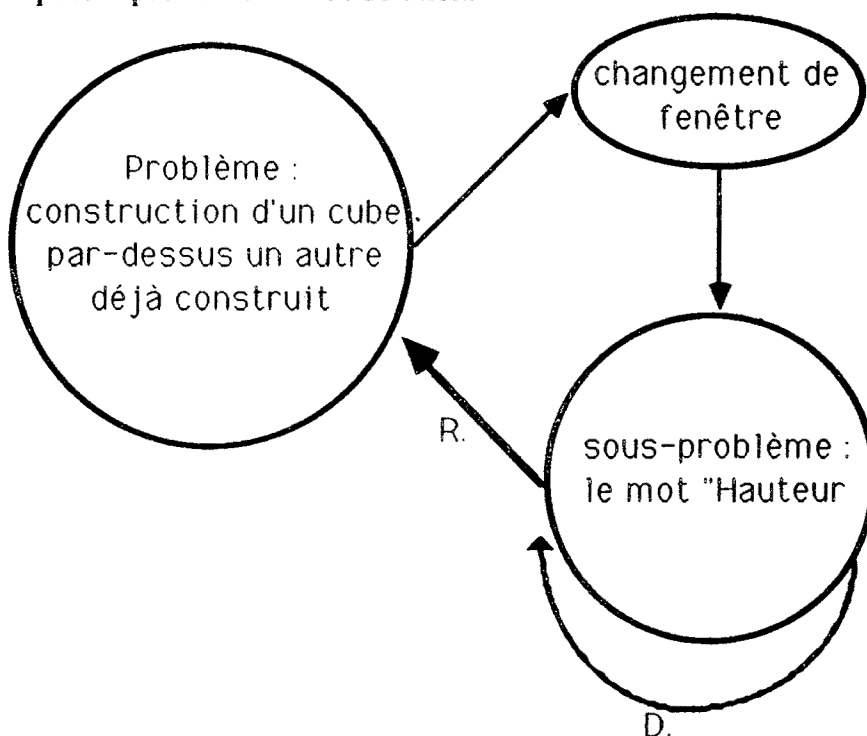 Problème :
construction d'un cube
par-dessus un autre
déjà construit
changement de
fenêtre
R.
sous-problème :
le mot "Hauteur
D.